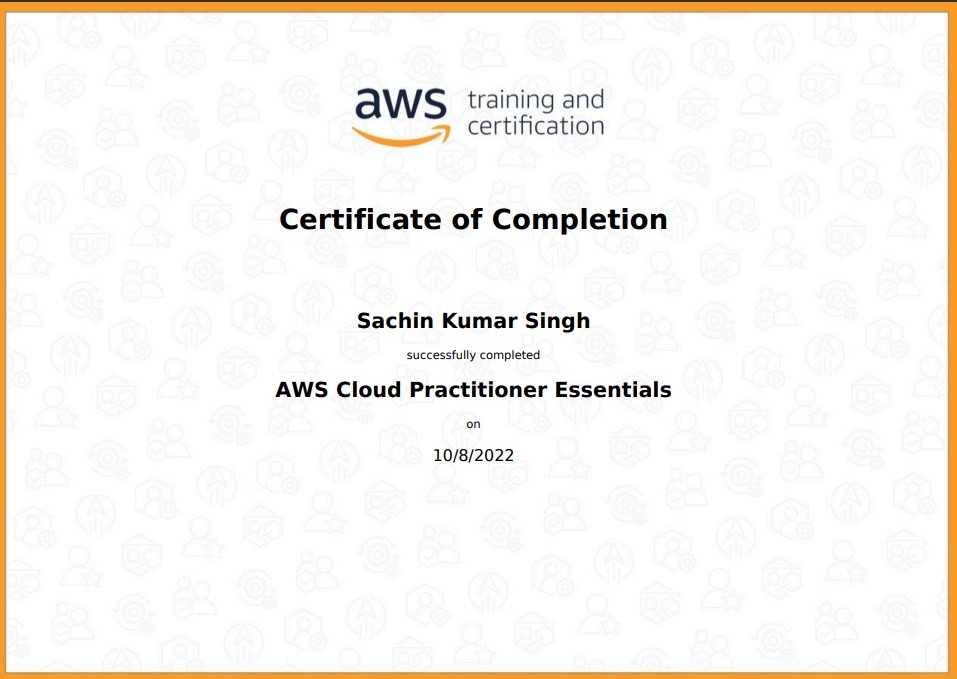 aws training and
certification
Certificate of Completion
Sachin Kumar Singh
successfully completed
AWS Cloud Practitioner Essentials
on
10/8/2022